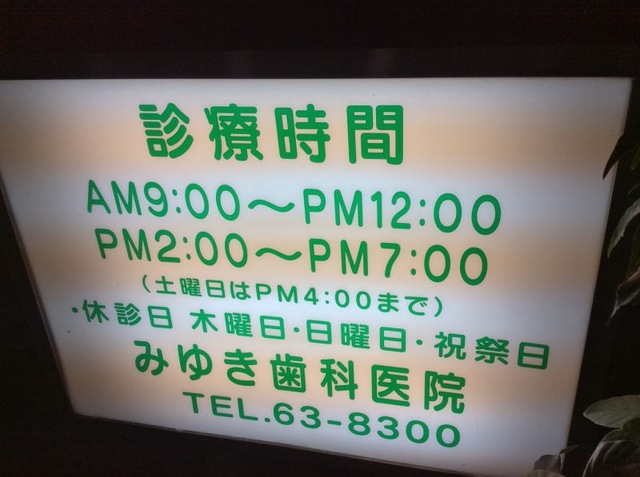 診療時間
AM9:00〜PM12:00
PM2:00〜PM7:00
(土曜日はPM4:00まで)
・休診日 木曜日・日曜日・祝祭日
みゆき歯科医院
TEL.63-8300